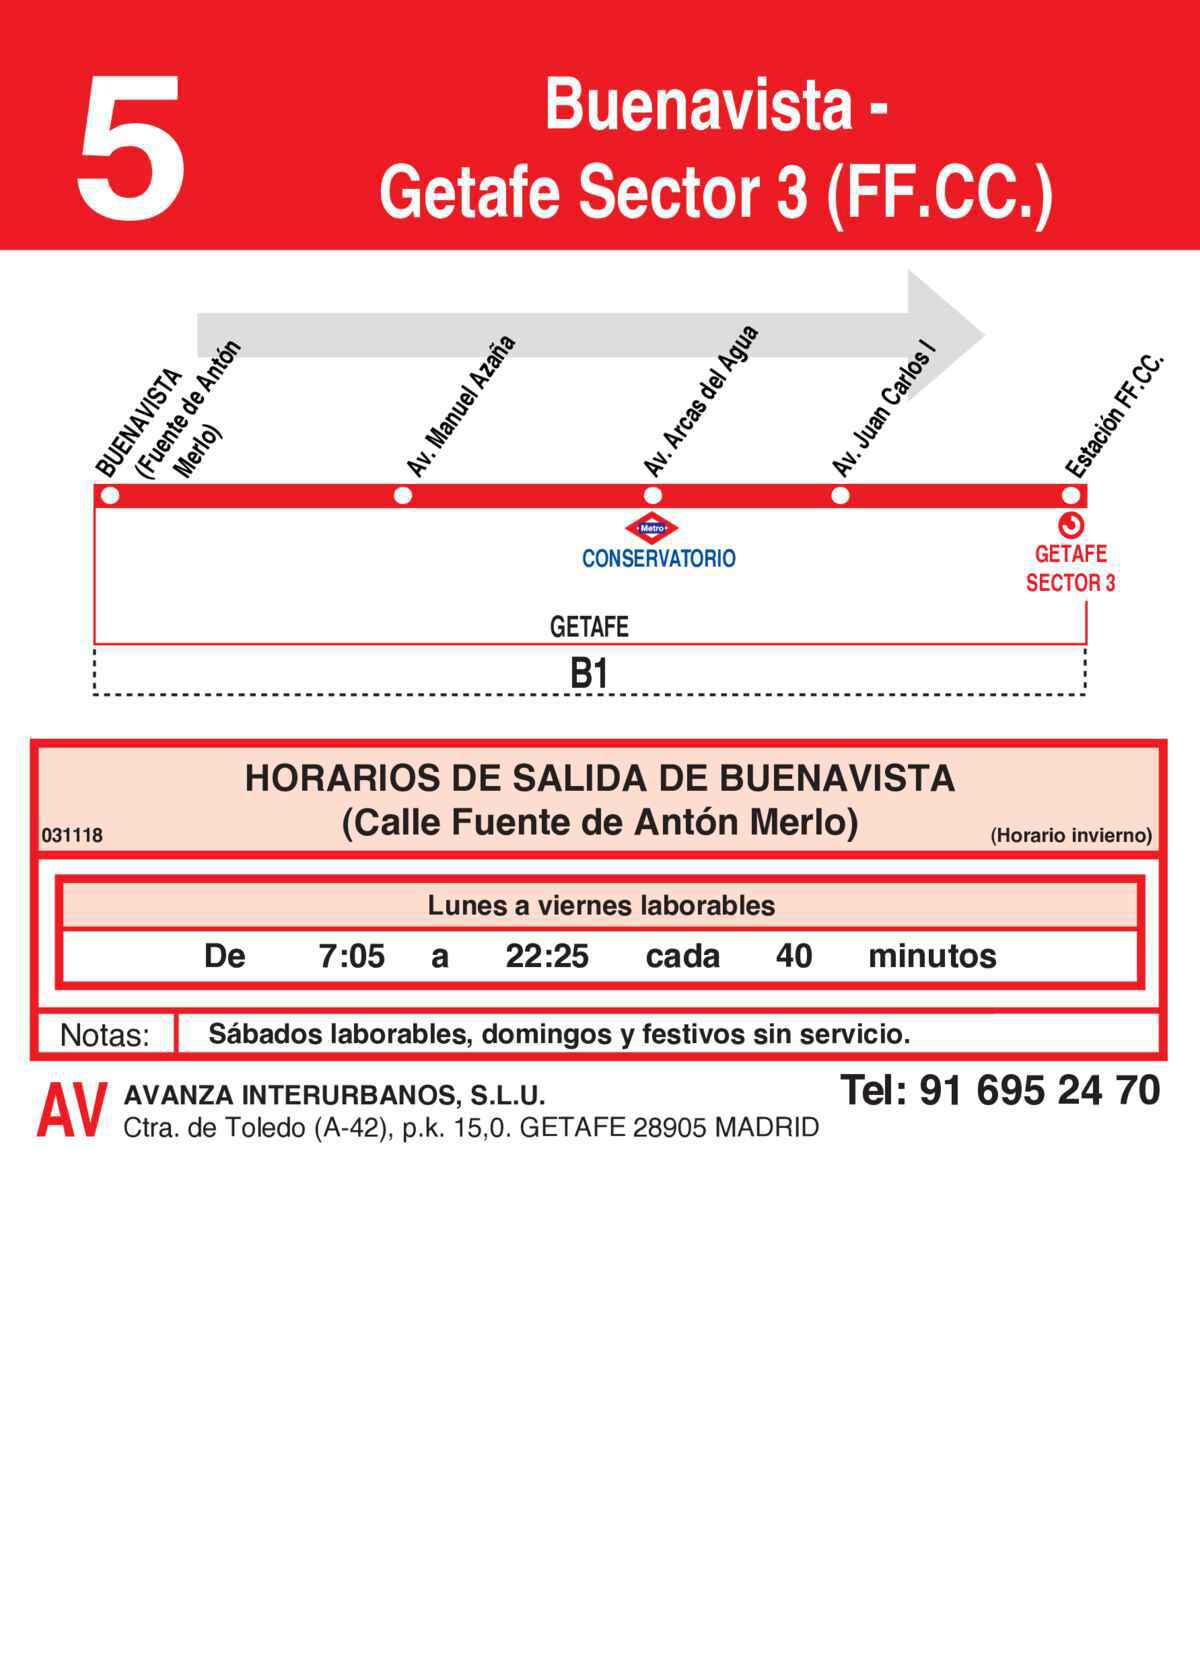 5
Buenavista -
Getafe Sector 3 (FF.CC.)
BUENAVISTA
(Fuente de Antón
Merlo)
Av. Manuel Azaña
Av. Arcas del Agua
Av. Juan Carlos I
Estación FF.CC.
Metro
CONSERVATORIO
GETAFE
SECTOR 3
GETAFE
B1
HORARIOS DE SALIDA DE BUENAVISTA
(Calle Fuente de Antón Merlo)
031118
(Horario invierno)
Lunes a viernes laborables
De 7:05 a 22:25 cada 40 minutos
Notas: Sábados laborables, domingos y festivos sin servicio.
AV
AVANZA INTERURBANOS, S.L.U.
Tel: 91 695 24 70
Ctra. de Toledo (A-42), p.k. 15,0. GETAFE 28905 MADRID